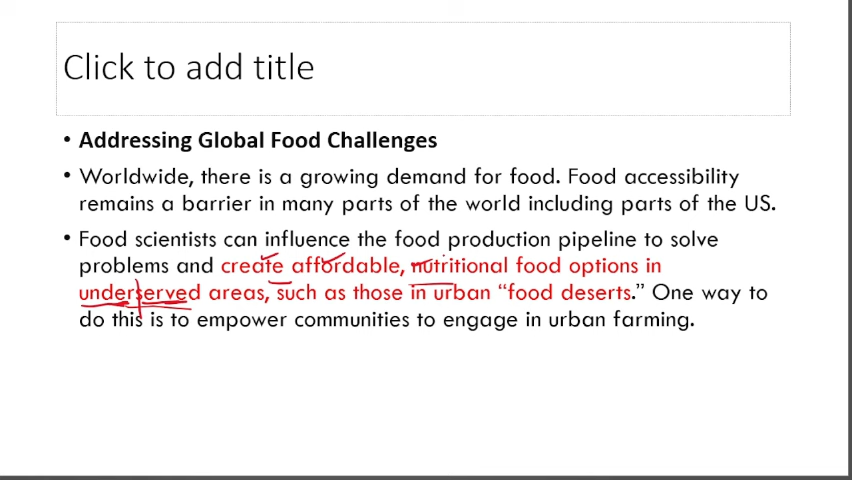 Click to add title
• Addressing Global Food Challenges
• Worldwide, there is a growing demand for food. Food accessibility
remains a barrier in many parts of the world including parts of the US.
• Food scientists can influence the food production pipeline to solve
problems and create affordable, nutritional food options in
underserved areas, such as those in urban “food deserts.” One way to
do this is to empower communities to engage in urban farming.